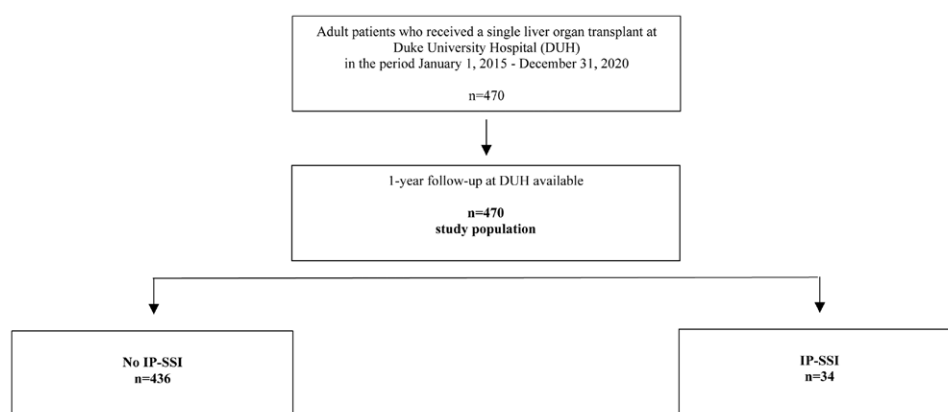 Adult patients who received a single liver organ transplant at
Duke University Hospital (DUH)
in the period January 1, 2015 - December 31, 2020
n=470
1-year follow-up at DUH available
n=470
study population
No IP-SSI
n=436
IP-SSI
n=34